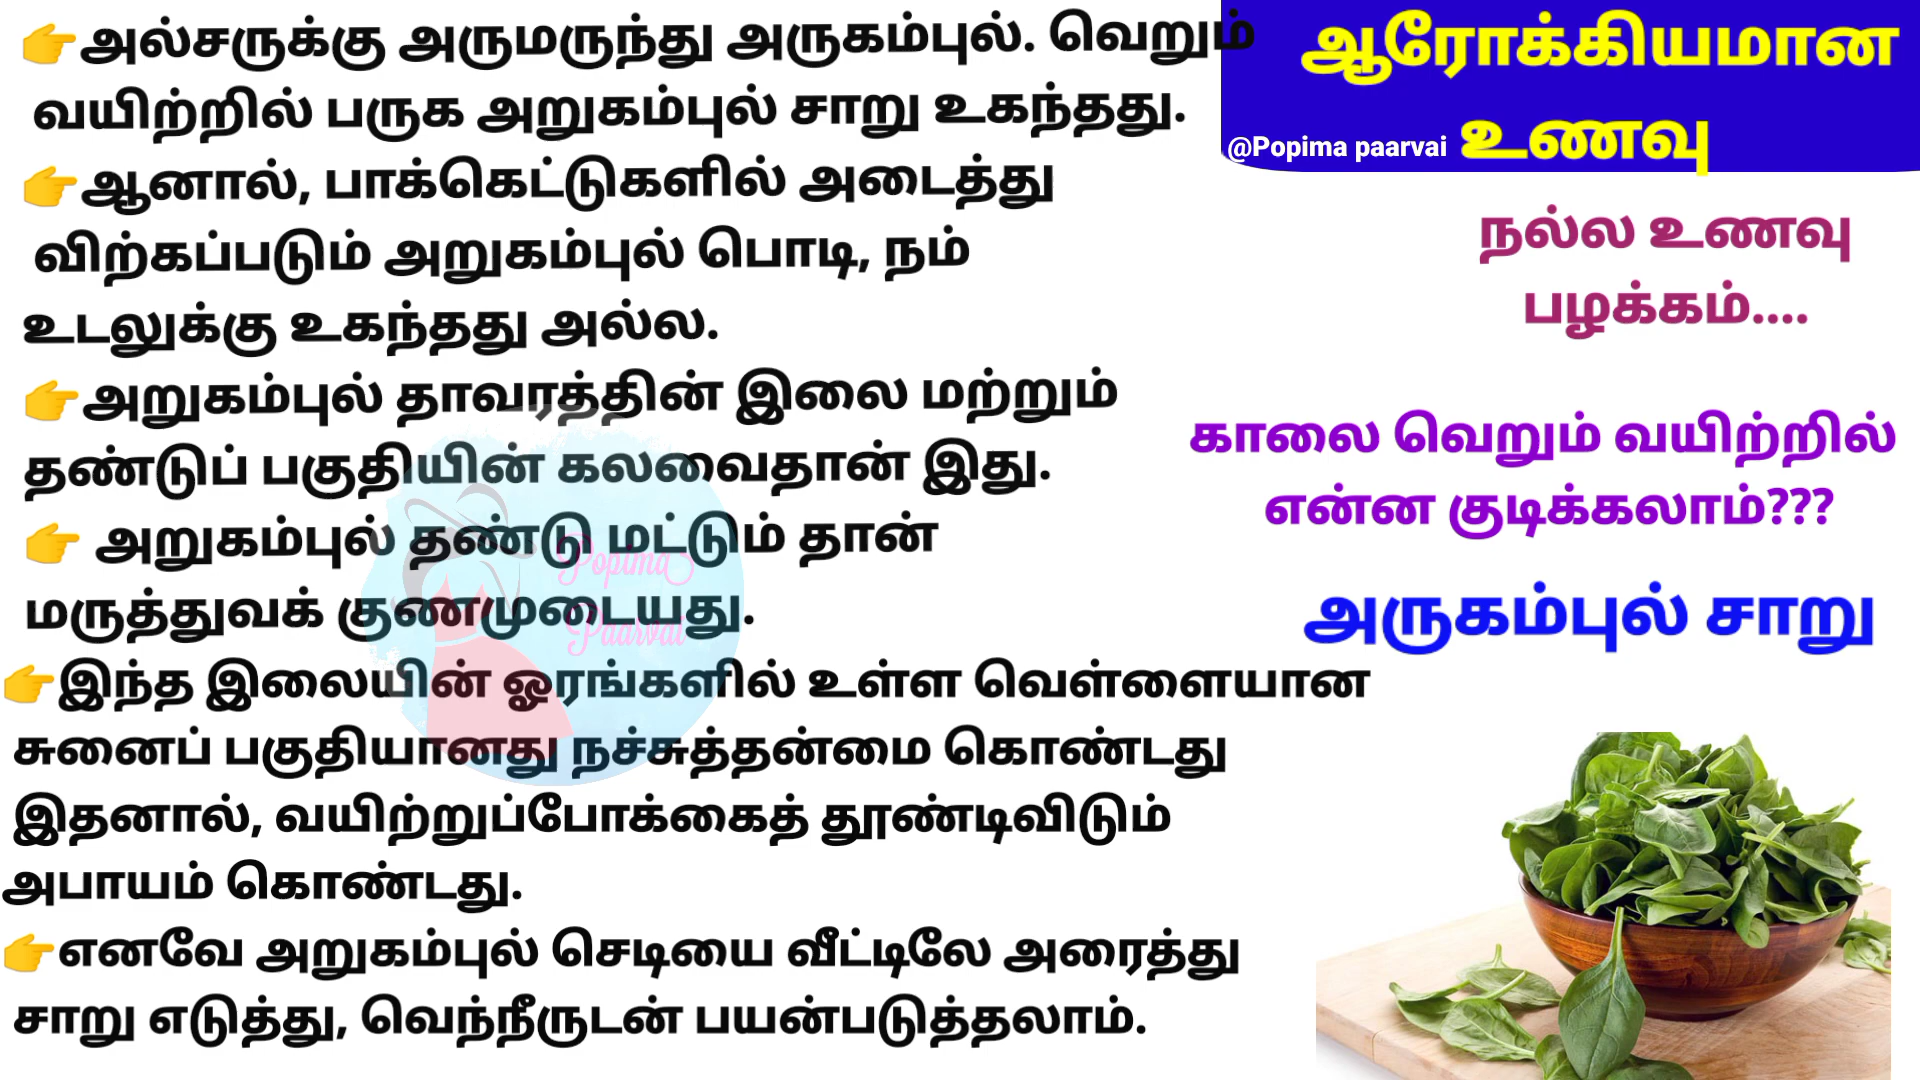 👉அல்சருக்கு அருமருந்து அருகம்புல். வெறும்
வயிற்றில் பருக அறுகம்புல் சாறு உகந்தது.
👉ஆனால், பாக்கெட்டுகளில் அடைத்து
விற்கப்படும் அறுகம்புல் பொடி, நம்
உடலுக்கு உகந்தது அல்ல.
👉அறுகம்புல் தாவரத்தின் இலை மற்றும்
தண்டுப் பகுதியின் கலவைதான் இது.
👉 அறுகம்புல் தண்டு மட்டும் தான்
மருத்துவக் குணமுடையது.
👉இந்த இலையின் ஓரங்களில் உள்ள வெள்ளையான
சுனைப் பகுதியானது நச்சுத்தன்மை கொண்டது
இதனால், வயிற்றுப்போக்கைத் தூண்டிவிடும்
அபாயம் கொண்டது.
👉எனவே அறுகம்புல் செடியை வீட்டிலே அரைத்து
சாறு எடுத்து, வெந்நீருடன் பயன்படுத்தலாம்.
ஆரோக்கியமான
உணவு
@Popima paarvai
நல்ல உணவு
பழக்கம்....
காலை வெறும் வயிற்றில்
என்ன குடிக்கலாம்???
அருகம்புல் சாறு
Popima
Paarvai